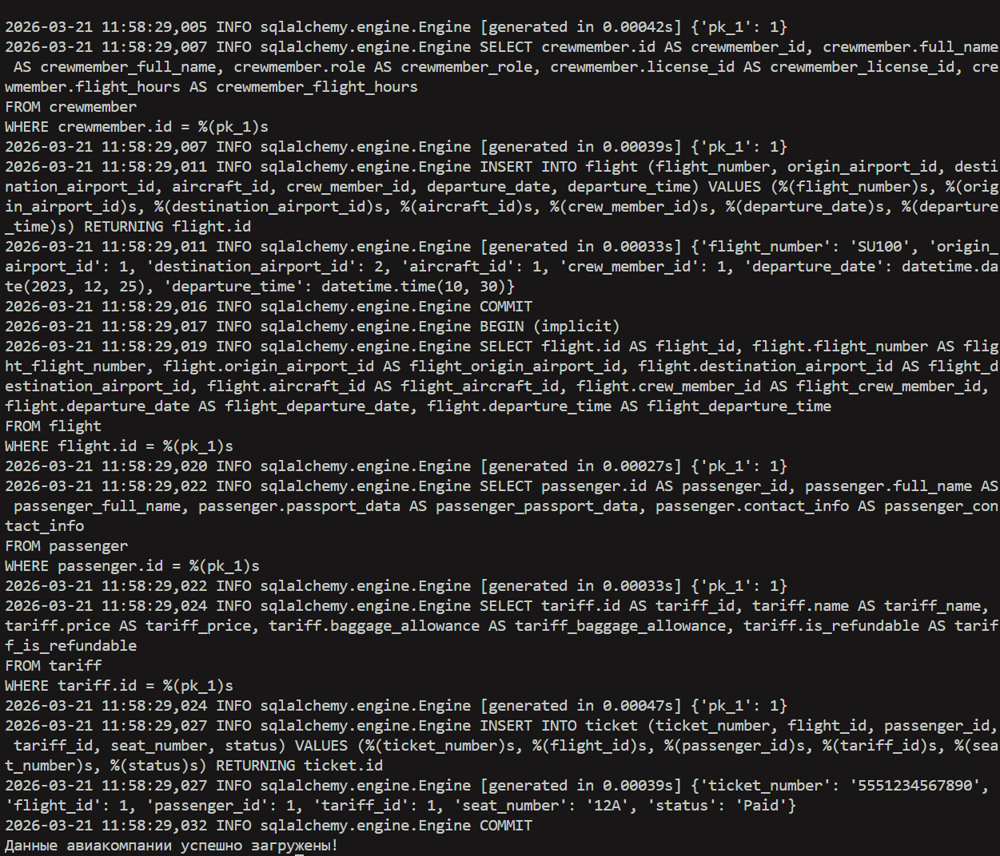 2026-03-21 11:58:29,005 INFO sqlalchemy.engine.Engine [generated in 0.00042s] {'pk_1': 1}
2026-03-21 11:58:29,007 INFO sqlalchemy.engine.Engine SELECT crewmember.id AS crewmember_id, crewmember.full_name
 AS crewmember_full_name, crewmember.role AS crewmember_role, crewmember.license_id AS crewmember_license_id, cre
wmember.flight_hours AS crewmember_flight_hours
FROM crewmember
WHERE crewmember.id = %(pk_1)s
2026-03-21 11:58:29,007 INFO sqlalchemy.engine.Engine [generated in 0.00039s] {'pk_1': 1}
2026-03-21 11:58:29,011 INFO sqlalchemy.engine.Engine INSERT INTO flight (flight_number, origin_airport_id, desti
nation_airport_id, aircraft_id, crew_member_id, departure_date, departure_time) VALUES (%(flight_number)s, %(orig
in_airport_id)s, %(destination_airport_id)s, %(aircraft_id)s, %(crew_member_id)s, %(departure_date)s, %(departure
_time)s) RETURNING flight.id
2026-03-21 11:58:29,011 INFO sqlalchemy.engine.Engine [generated in 0.00033s] {'flight_number': 'SU100', 'origin_
airport_id': 1, 'destination_airport_id': 2, 'aircraft_id': 1, 'crew_member_id': 1, 'departure_date': datetime.da
te(2023, 12, 25), 'departure_time': datetime.time(10, 30)}
2026-03-21 11:58:29,016 INFO sqlalchemy.engine.Engine COMMIT
2026-03-21 11:58:29,017 INFO sqlalchemy.engine.Engine BEGIN (implicit)
2026-03-21 11:58:29,019 INFO sqlalchemy.engine.Engine SELECT flight.id AS flight_id, flight.flight_number AS flig
ht_flight_number, flight.origin_airport_id AS flight_origin_airport_id, flight.destination_airport_id AS flight_d
estination_airport_id, flight.aircraft_id AS flight_aircraft_id, flight.crew_member_id AS flight_crew_member_id,
flight.departure_date AS flight_departure_date, flight.departure_time AS flight_departure_time
FROM flight
WHERE flight.id = %(pk_1)s
2026-03-21 11:58:29,020 INFO sqlalchemy.engine.Engine [generated in 0.00027s] {'pk_1': 1}
2026-03-21 11:58:29,022 INFO sqlalchemy.engine.Engine SELECT passenger.id AS passenger_id, passenger.full_name AS
 passenger_full_name, passenger.passport_data AS passenger_passport_data, passenger.contact_info AS passenger_con
tact_info
FROM passenger
WHERE passenger.id = %(pk_1)s
2026-03-21 11:58:29,022 INFO sqlalchemy.engine.Engine [generated in 0.00033s] {'pk_1': 1}
2026-03-21 11:58:29,024 INFO sqlalchemy.engine.Engine SELECT tariff.id AS tariff_id, tariff.name AS tariff_name,
tariff.price AS tariff_price, tariff.baggage_allowance AS tariff_baggage_allowance, tariff.is_refundable AS tarif
f_is_refundable
FROM tariff
WHERE tariff.id = %(pk_1)s
2026-03-21 11:58:29,024 INFO sqlalchemy.engine.Engine [generated in 0.00047s] {'pk_1': 1}
2026-03-21 11:58:29,027 INFO sqlalchemy.engine.Engine INSERT INTO ticket (ticket_number, flight_id, passenger_id,
 tariff_id, seat_number, status) VALUES (%(ticket_number)s, %(flight_id)s, %(passenger_id)s, %(tariff_id)s, %(sea
t_number)s, %(status)s) RETURNING ticket.id
2026-03-21 11:58:29,027 INFO sqlalchemy.engine.Engine [generated in 0.00039s] {'ticket_number': '5551234567890',
'flight_id': 1, 'passenger_id': 1, 'tariff_id': 1, 'seat_number': '12A', 'status': 'Paid'}
2026-03-21 11:58:29,032 INFO sqlalchemy.engine.Engine COMMIT
Данные авиакомпании успешно загружены!